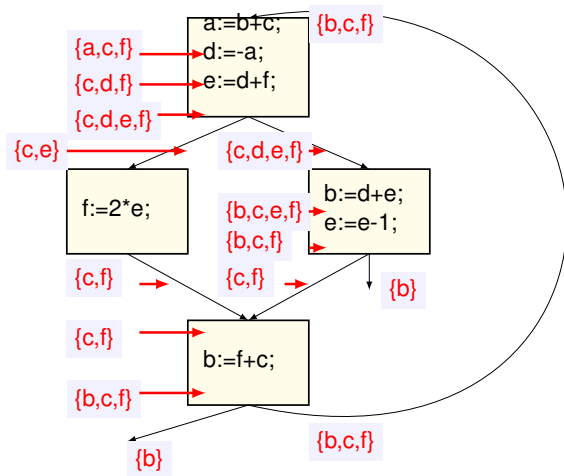 a:=b+c;
{b,c,f}
{a,c,f}
d:=-a;
{c,d,f}
e:=d+f;
{c,d,e,f}
{c,e}
{c,d,e,f}
f:=2*e;
b:=d+e;
{b,c,e,f}
e:=e-1;
{b,c,f}
{c,f}
{c,f}
{b}
{c,f}
b:=f+c;
{b,c,f}
{b,c,f}
{b}